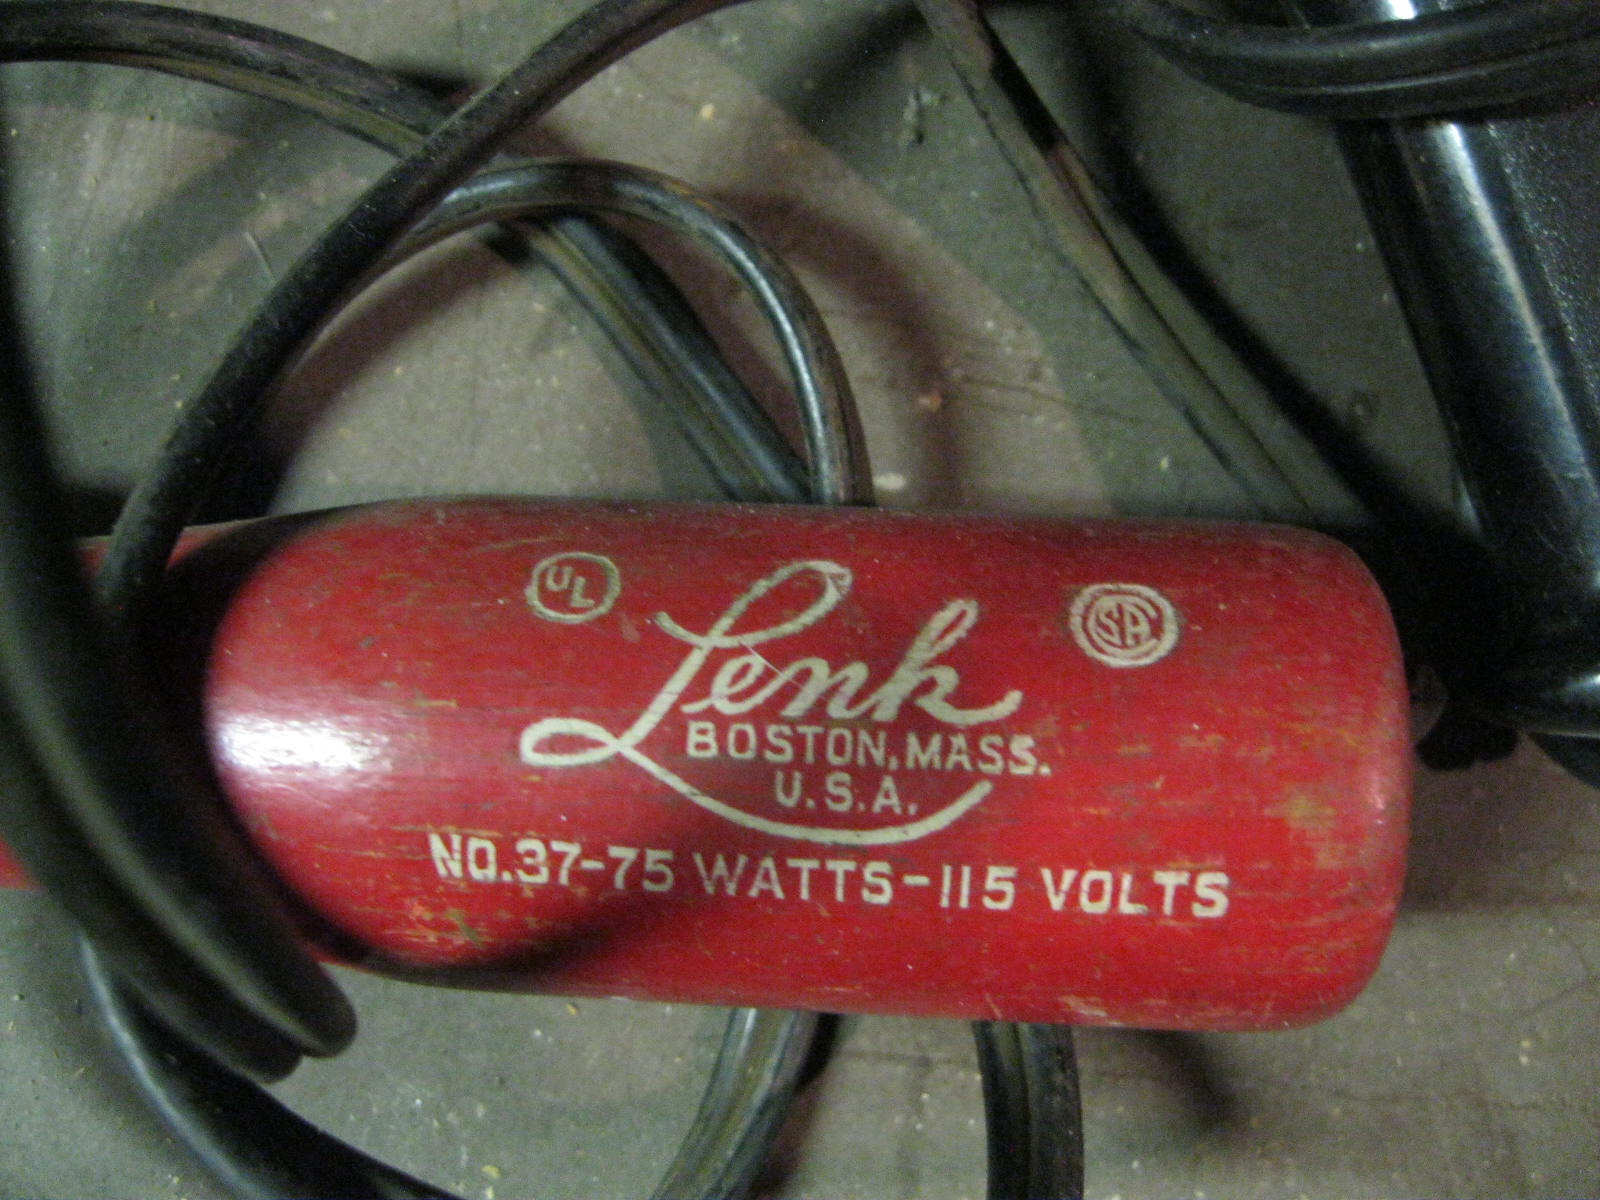 UL
Lenk
SA
BOSTON, MASS.
U.S.A.
NO.37-75 WATTS-115 VOLTS